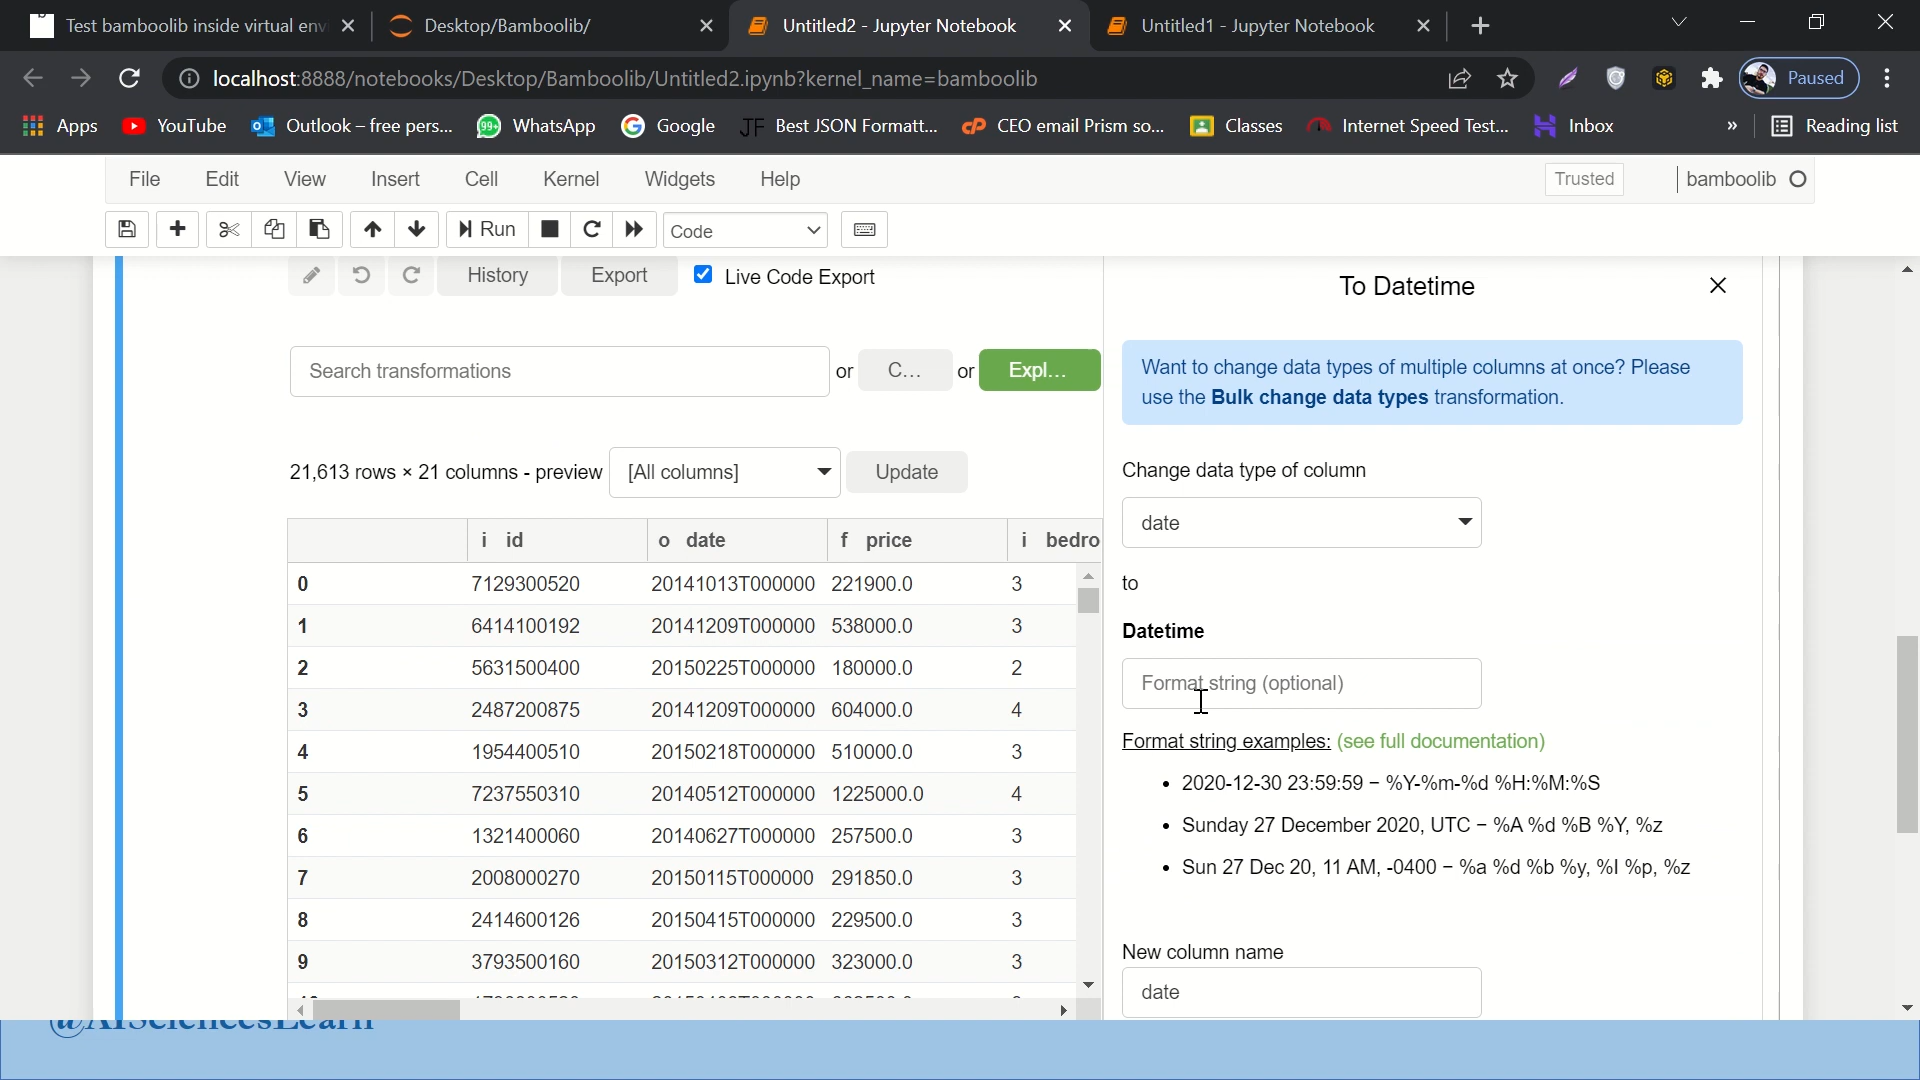 Test bamboolib inside virtual env
Desktop/Bamboolib/
Untitled2 - Jupyter Notebook
Untitled1 - Jupyter Notebook
localhost:8888/notebooks/Desktop/Bamboolib/Untitled2.ipynb?kernel_name=bamboolib
Paused
Apps
YouTube
Outlook – free pers...
99+
WhatsApp
Google
JF
Best JSON Formatt...
CEO email Prism so...
Classes
Internet Speed Test...
Inbox
»
Reading list
File Edit View Insert Cell Kernel Widgets Help
Trusted
bamboolib
Run
Code
History
Export
Live Code Export
Search transformations
or
C...
or
Expl...
21,613 rows × 21 columns - preview
[All columns]
Update
i id o date f price i bedro
0 7129300520 20141013T000000 221900.0 3
1 6414100192 20141209T000000 538000.0 3
2 5631500400 20150225T000000 180000.0 2
3 2487200875 20141209T000000 604000.0 4
4 1954400510 20150218T000000 510000.0 3
5 7237550310 20140512T000000 1225000.0 4
6 1321400060 20140627T000000 257500.0 3
7 2008000270 20150115T000000 291850.0 3
8 2414600126 20150415T000000 229500.0 3
9 3793500160 20150312T000000 323000.0 3
To Datetime
Want to change data types of multiple columns at once? Please
use the Bulk change data types transformation.
Change data type of column
date
to
Datetime
Format string (optional)
Format string examples: (see full documentation)
• 2020-12-30 23:59:59 – %Y-%m-%d %H:%M:%S
• Sunday 27 December 2020, UTC – %A %d %B %Y, %z
• Sun 27 Dec 20, 11 AM, -0400 – %a %d %b %y, %I %p, %z
New column name
date
@AISciencesLearn